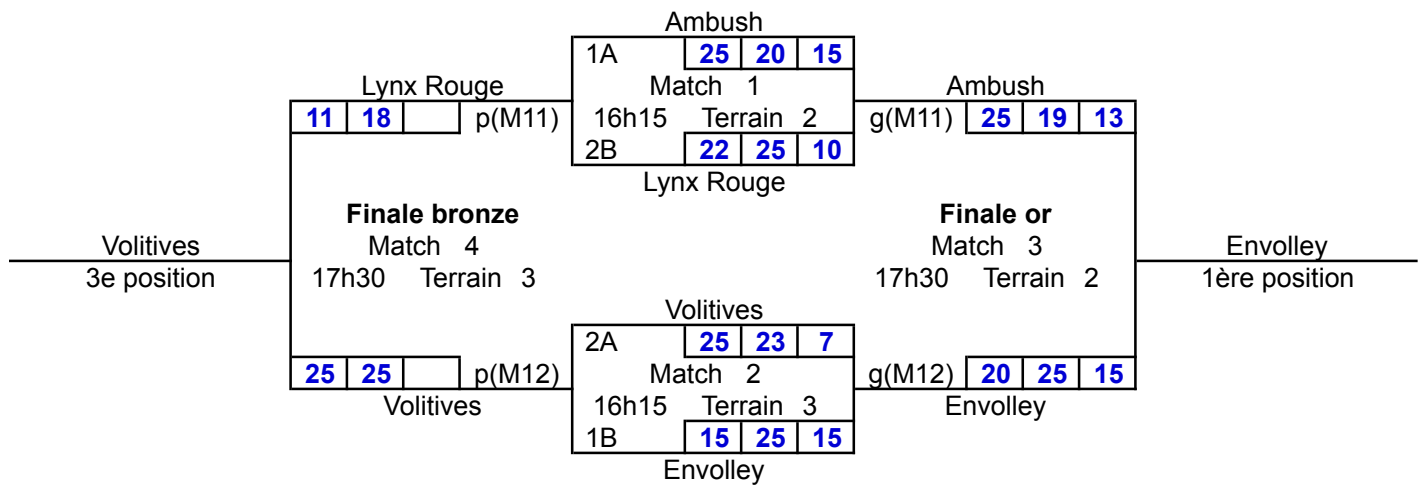 Ambush
1A 25 20 15
Lynx Rouge Match 1 Ambush
11 18 p(M11) 16h15 Terrain 2 g(M11) 25 19 13
2B 22 25 10
Lynx Rouge
Finale bronze Finale or
Volitives Match 4 Match 3 Envolley
3e position 17h30 Terrain 3 17h30 Terrain 2 1ère position
Volitives
2A 25 23 7
25 25 p(M12) Match 2 g(M12) 20 25 15
Volitives 16h15 Terrain 3 Envolley
1B 15 25 15
Envolley